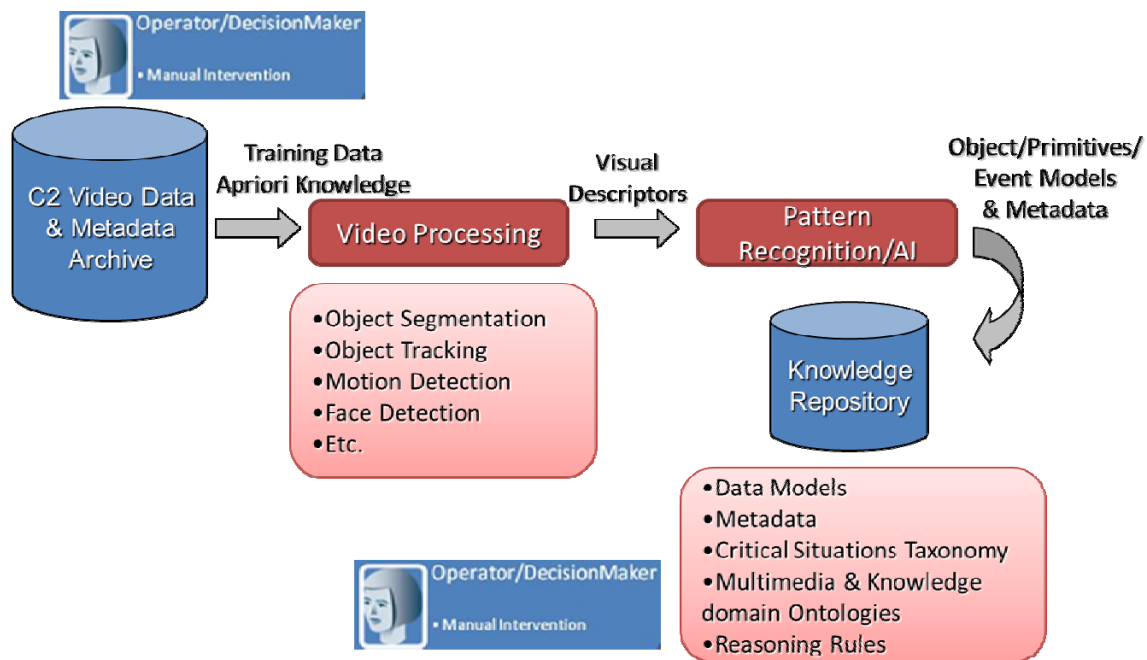 Operator/DecisionMaker
• Manual Intervention
C2 Video Data
& Metadata
Archive
Training Data
Apriori Knowledge
Video Processing
•Object Segmentation
•Object Tracking
•Motion Detection
•Face Detection
•Etc.
Visual
Descriptors
Pattern
Recognition/AI
Object/Primitives/
Event Models
& Metadata
Knowledge
Repository
•Data Models
•Metadata
•Critical Situations Taxonomy
•Multimedia & Knowledge
domain Ontologies
•Reasoning Rules
Operator/DecisionMaker
• Manual Intervention